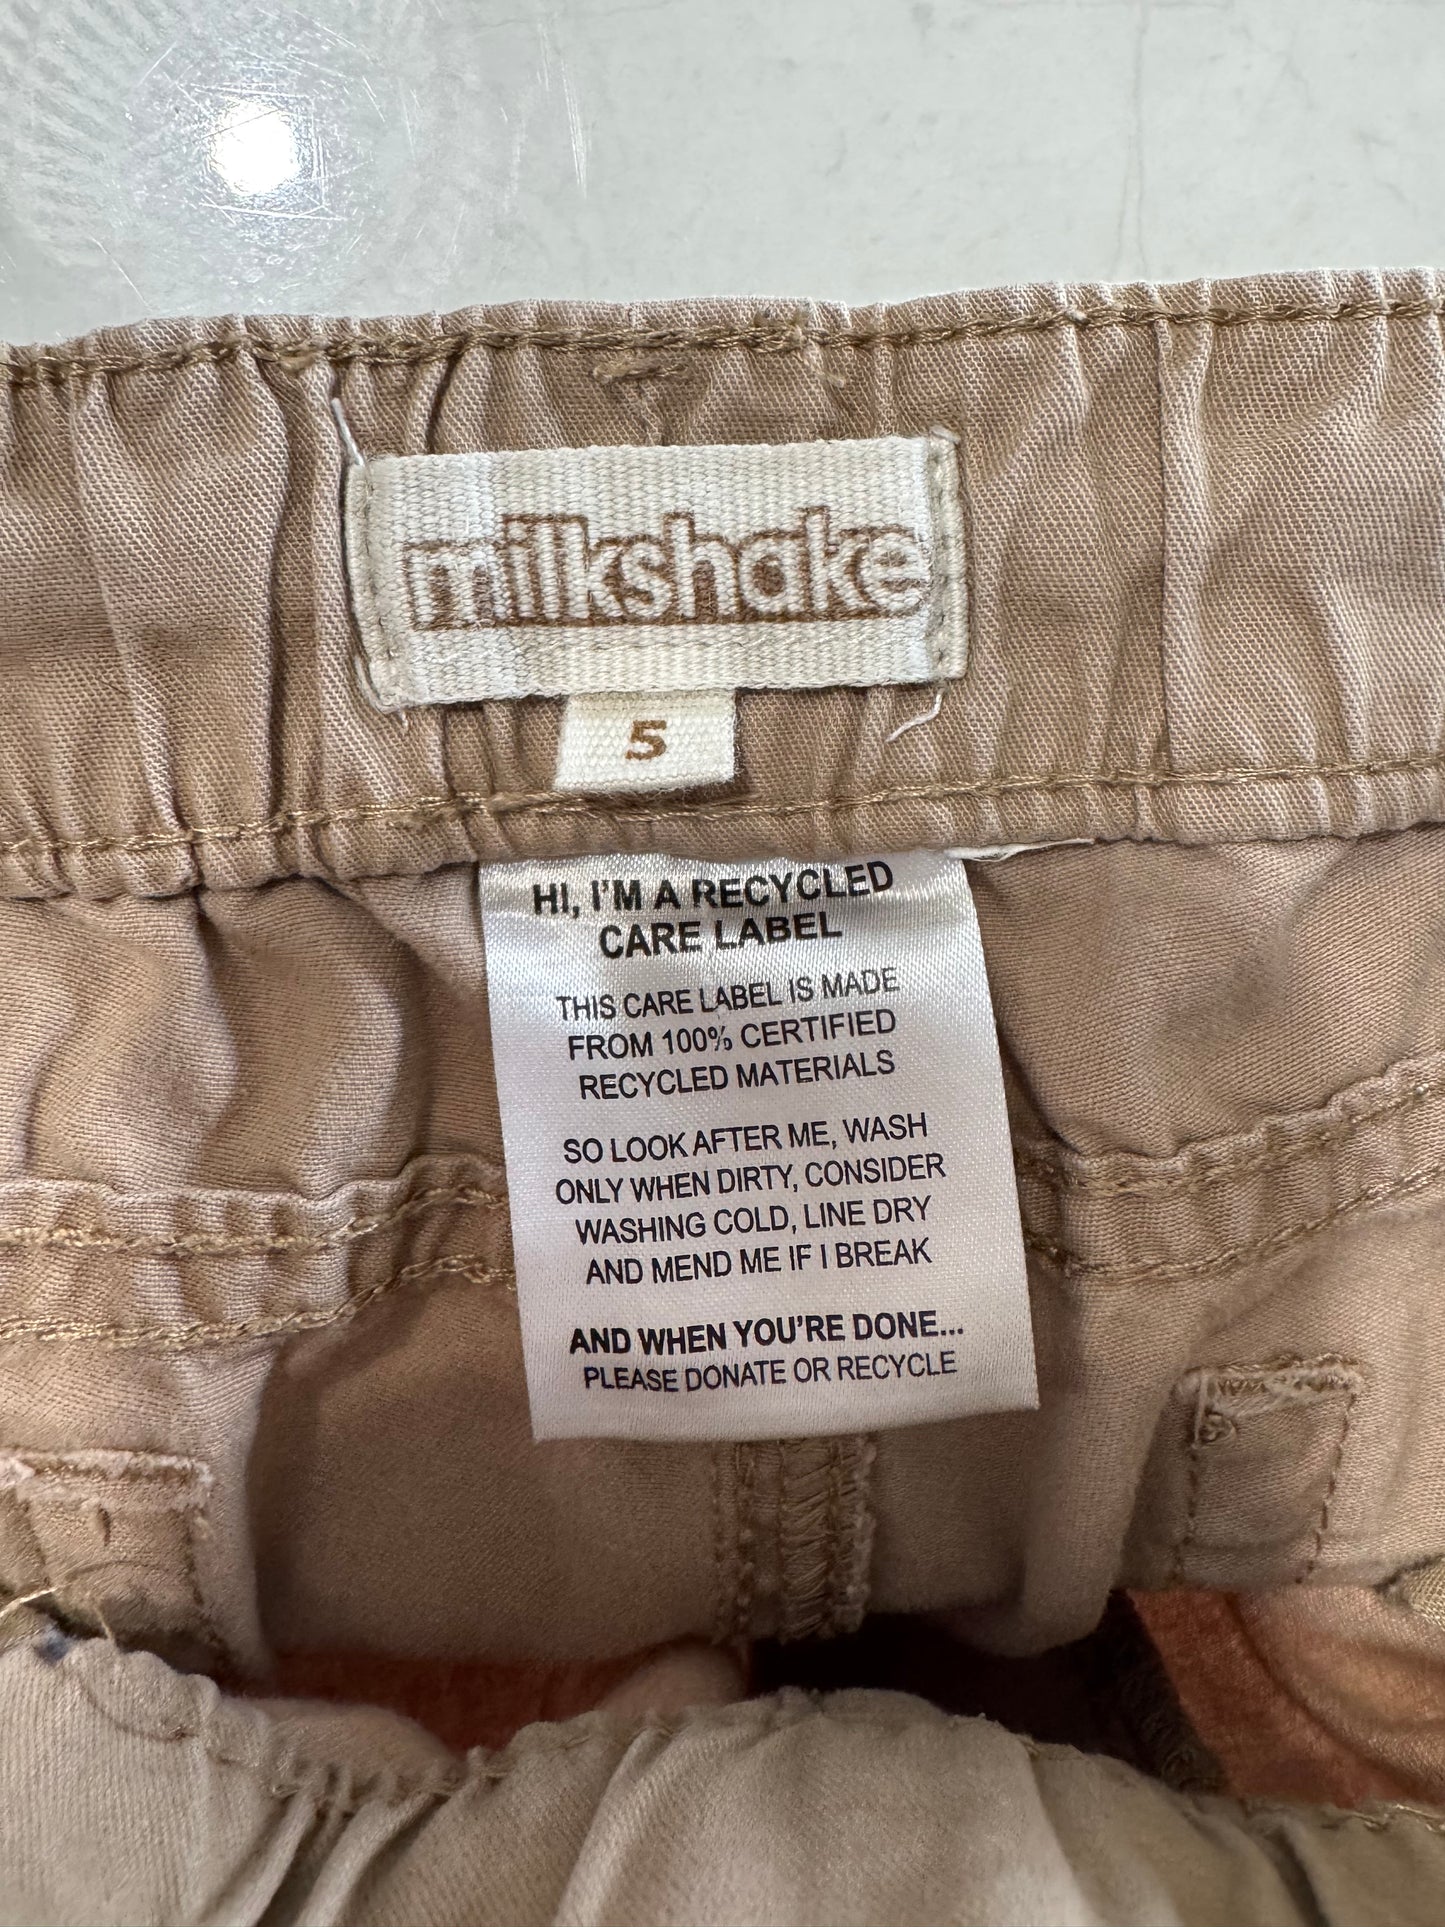 milkshake
5
HI, I'M A RECYCLED
CARE LABEL
THIS CARE LABEL IS MADE
FROM 100% CERTIFIED
RECYCLED MATERIALS
SO LOOK AFTER ME, WASH
ONLY WHEN DIRTY, CONSIDER
WASHING COLD, LINE DRY
AND MEND ME IF I BREAK
AND WHEN YOU'RE DONE...
PLEASE DONATE OR RECYCLE